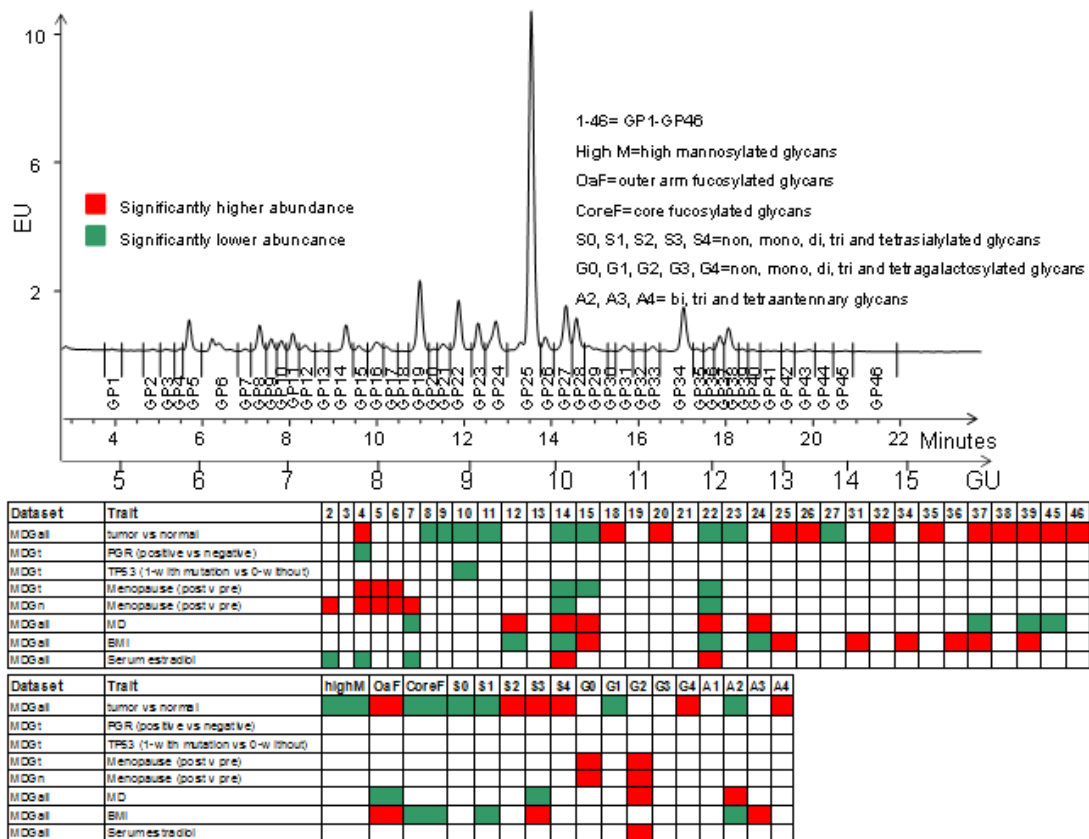 10
6
2
EU
1-46= GP1-GP46
High M=high mannosylated glycans
OaF=outer arm fucosylated glycans
CoreF=core fucosylated glycans
S0, S1, S2, S3, S4=non, mono, di, tri and tetrasialylated glycans
G0, G1, G2, G3, G4=non, mono, di, tri and tetragalactosylated glycans
A2, A3, A4= bi, tri and tetraantennary glycans
Significantly higher abundance
Significantly lower abuncance
GP1 GP2 GP3 GP4 GP5 GP6 GP7 GP8 GP9 GP10 GP11 GP12 GP13 GP14 GP15 GP16 GP17 GP18 GP19 GP20 GP21 GP22 GP23 GP24 GP25 GP26 GP27 GP28 GP29 GP30 GP31 GP32 GP33 GP34 GP35 GP36 GP37 GP38 GP39 GP40 GP41 GP42 GP43 GP44 GP45 GP46
4 6 8 10 12 14 16 18 20 22 Minutes
5 6 7 8 9 10 11 12 13 14 15 GU
Dataset Trait 2 3 4 5 6 7 8 9 10 11 12 13 14 15 18 19 20 21 22 23 24 25 26 27 31 32 34 35 36 37 38 39 45 46
MDGall tumor vs normal
MDGt PGR (positive vs negative)
MDGt TP53 (1-with mutation vs 0-without)
MDGt Menopause (post v pre)
MDGn Menopause (post v pre)
MDGall MD
MDGall BMI
MDGall Serum estradiol
Dataset Trait highM OaF CoreF S0 S1 S2 S3 S4 G0 G1 G2 G3 G4 A1 A2 A3 A4
MDGall tumor vs normal
MDGt PGR (positive vs negative)
MDGt TP53 (1-with mutation vs 0-without)
MDGt Menopause (post v pre)
MDGn Menopause (post v pre)
MDGall MD
MDGall BMI
MDGall Serum estradiol